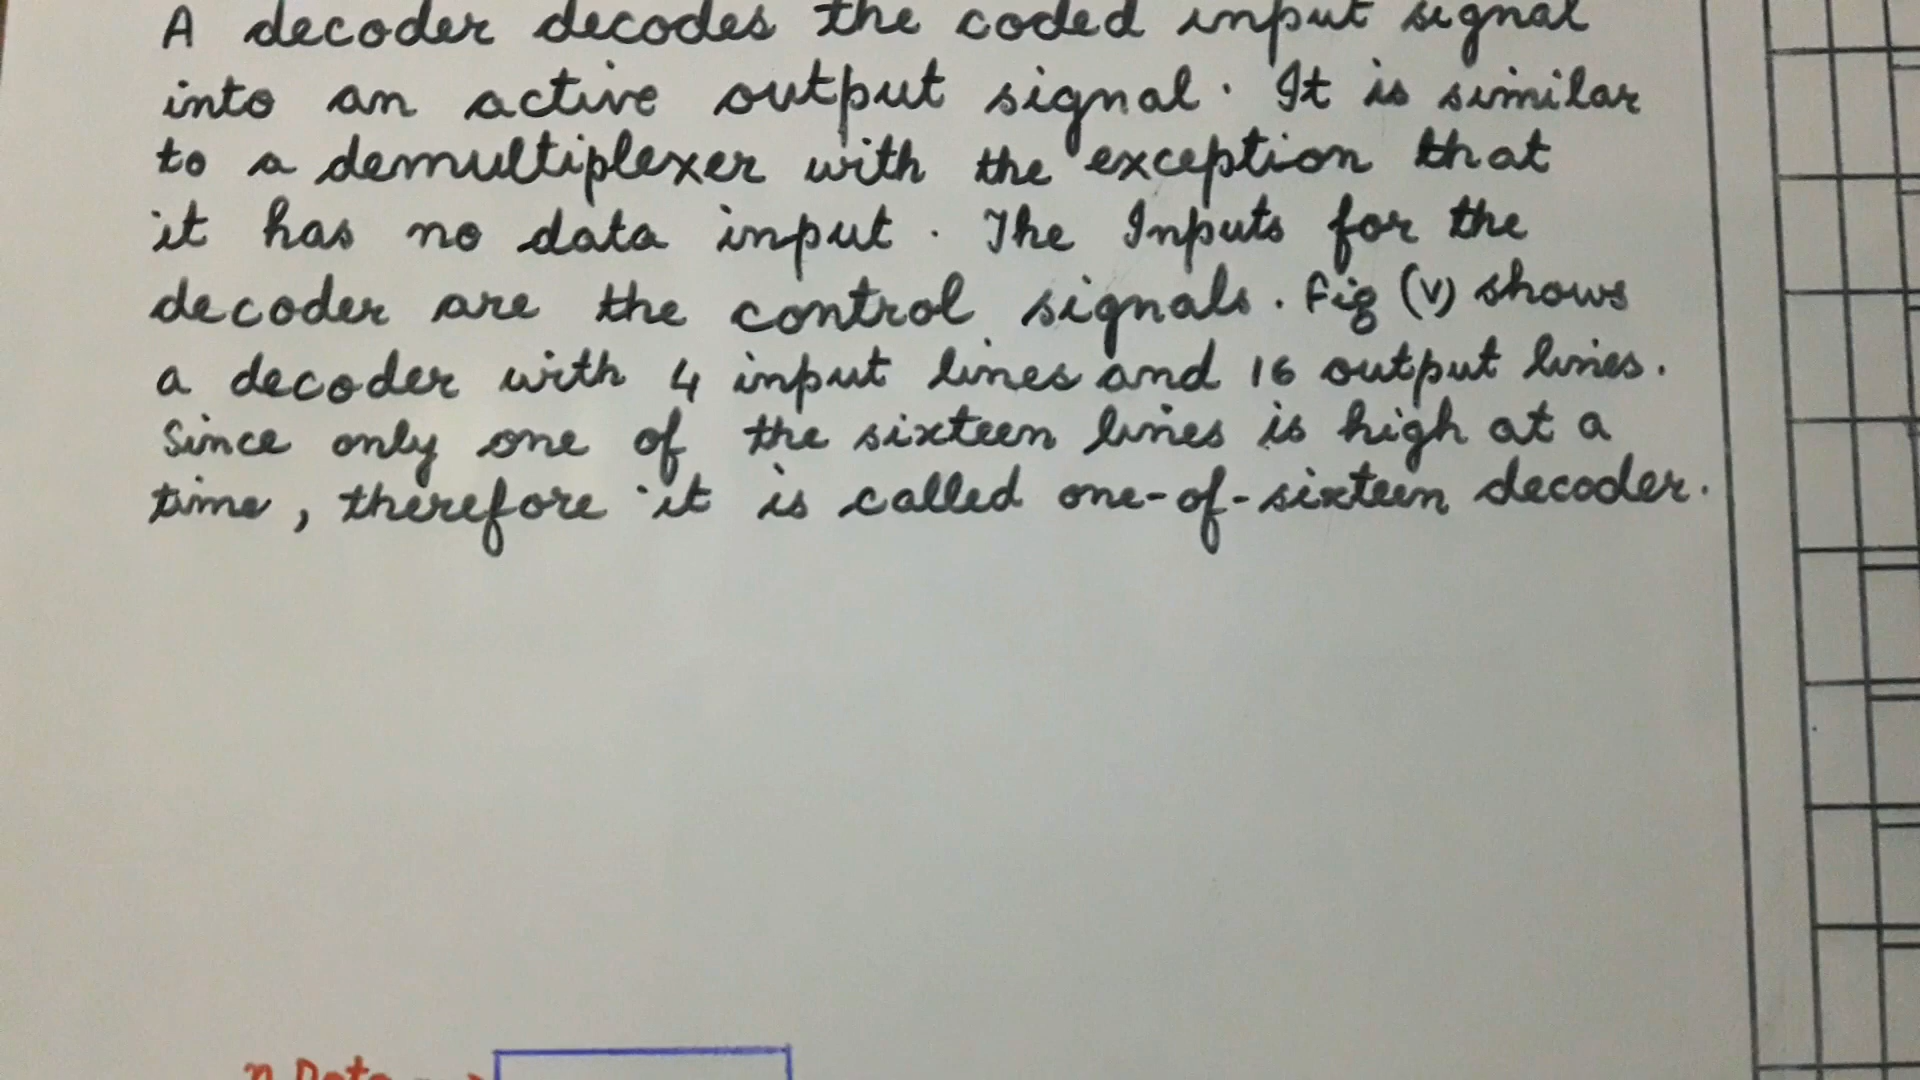 A decoder decodes the coded input signal
into an active output signal. It is similar
to a demultiplexer with the exception that
it has no data input. The Inputs for the
decoder are the control signals. Fig (v) shows
a decoder with 4 input lines and 16 output lines.
Since only one of the sixteen lines is high at a
time, therefore it is called one-of-sixteen decoder.
n Data